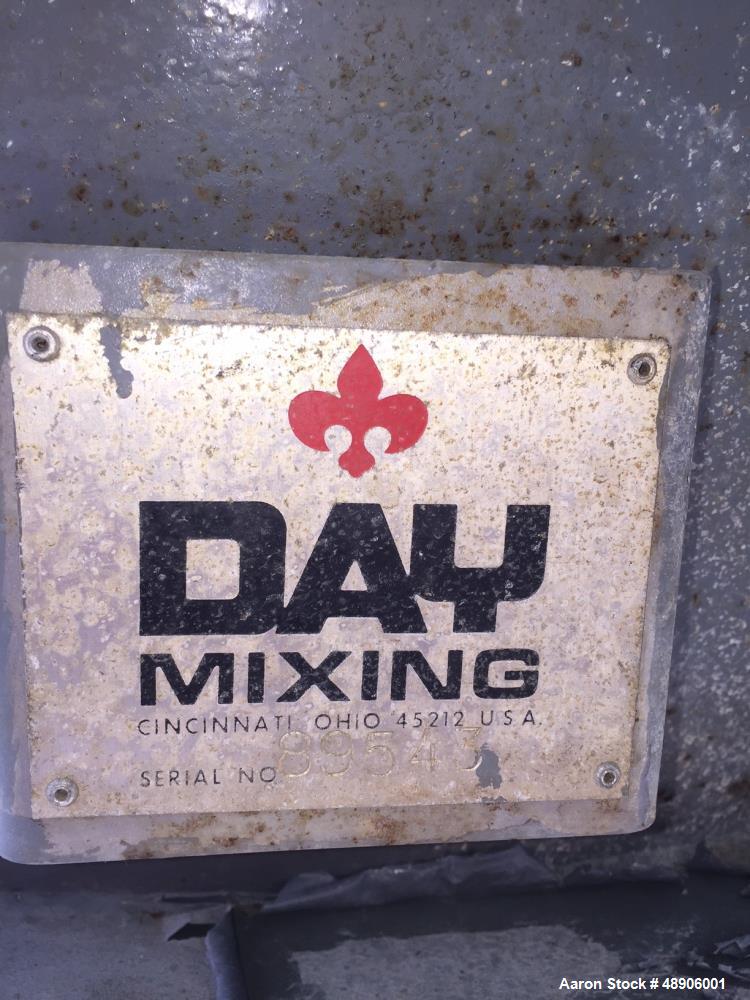 DAY
MIXING
CINCINNATI, OHIO 45212 U.S.A.
SERIAL NO 89543
Aaron Stock # 48906001